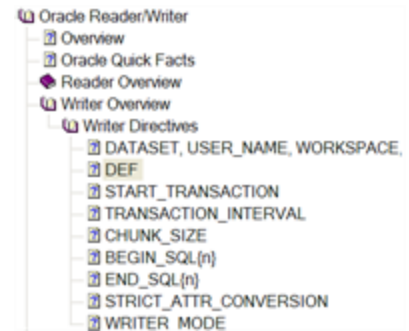 Oracle Reader/Writer
Overview
Oracle Quick Facts
Reader Overview
Writer Overview
Writer Directives
DATASET, USER_NAME, WORKSPACE,
DEF
START_TRANSACTION
TRANSACTION_INTERVAL
CHUNK_SIZE
BEGIN_SQL{n}
END_SQL{n}
STRICT_ATTR_CONVERSION
WRITER_MODE